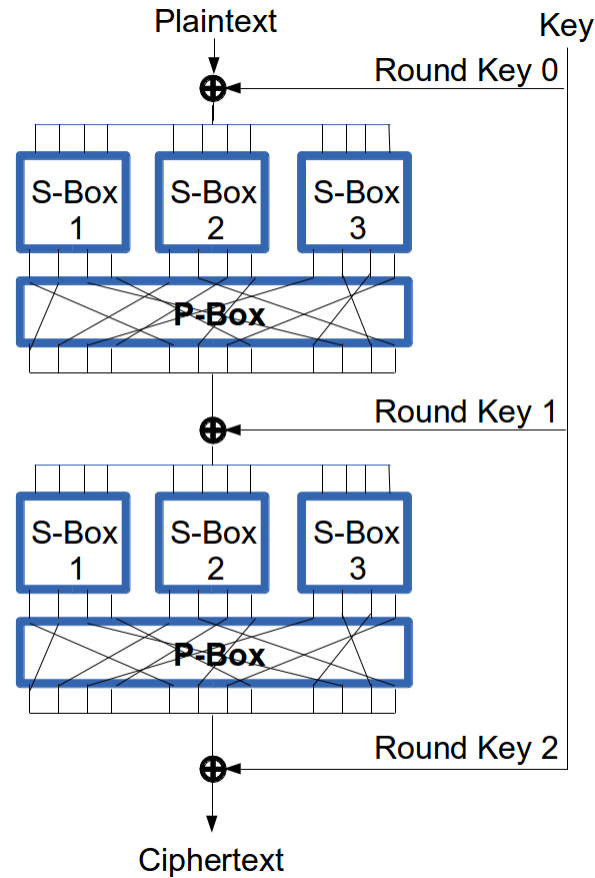 Plaintext
Key
Round Key 0
S-Box
1
S-Box
2
S-Box
3
P-Box
Round Key 1
S-Box
1
S-Box
2
S-Box
3
P-Box
Round Key 2
Ciphertext